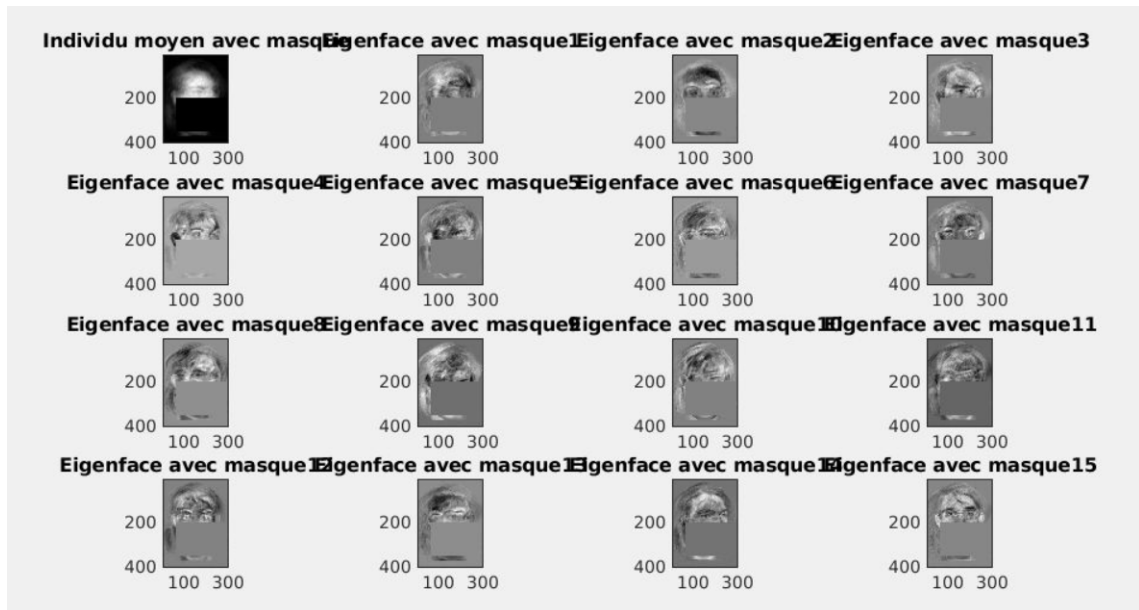 Individu moyen avec masque Eigenface avec masque1 Eigenface avec masque2 Eigenface avec masque3
200 200 200 200
400 400 400 400
100 300 100 300 100 300 100 300
Eigenface avec masque4 Eigenface avec masque5 Eigenface avec masque6 Eigenface avec masque7
200 200 200 200
400 400 400 400
100 300 100 300 100 300 100 300
Eigenface avec masque8 Eigenface avec masque9 Eigenface avec masque10 Eigenface avec masque11
200 200 200 200
400 400 400 400
100 300 100 300 100 300 100 300
Eigenface avec masque12 Eigenface avec masque13 Eigenface avec masque14 Eigenface avec masque15
200 200 200 200
400 400 400 400
100 300 100 300 100 300 100 300